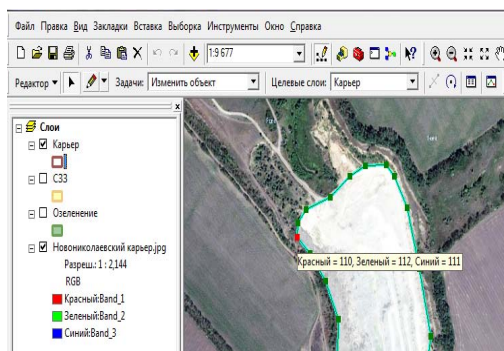 Файл Правка Вид Закладки Вставка Выборка Инструменты Окно Справка
1:9 677
Редактор Задачи: Изменить объект Целевые слои: Карьер
Слои
Карьер
СЗЗ
Озеленение
Новониколаевский карьер.jpg
Разреш.: 1 : 2,144
RGB
Красный:Band_1
Зеленый:Band_2
Синий:Band_3
Красный = 110, Зеленый = 112, Синий = 111